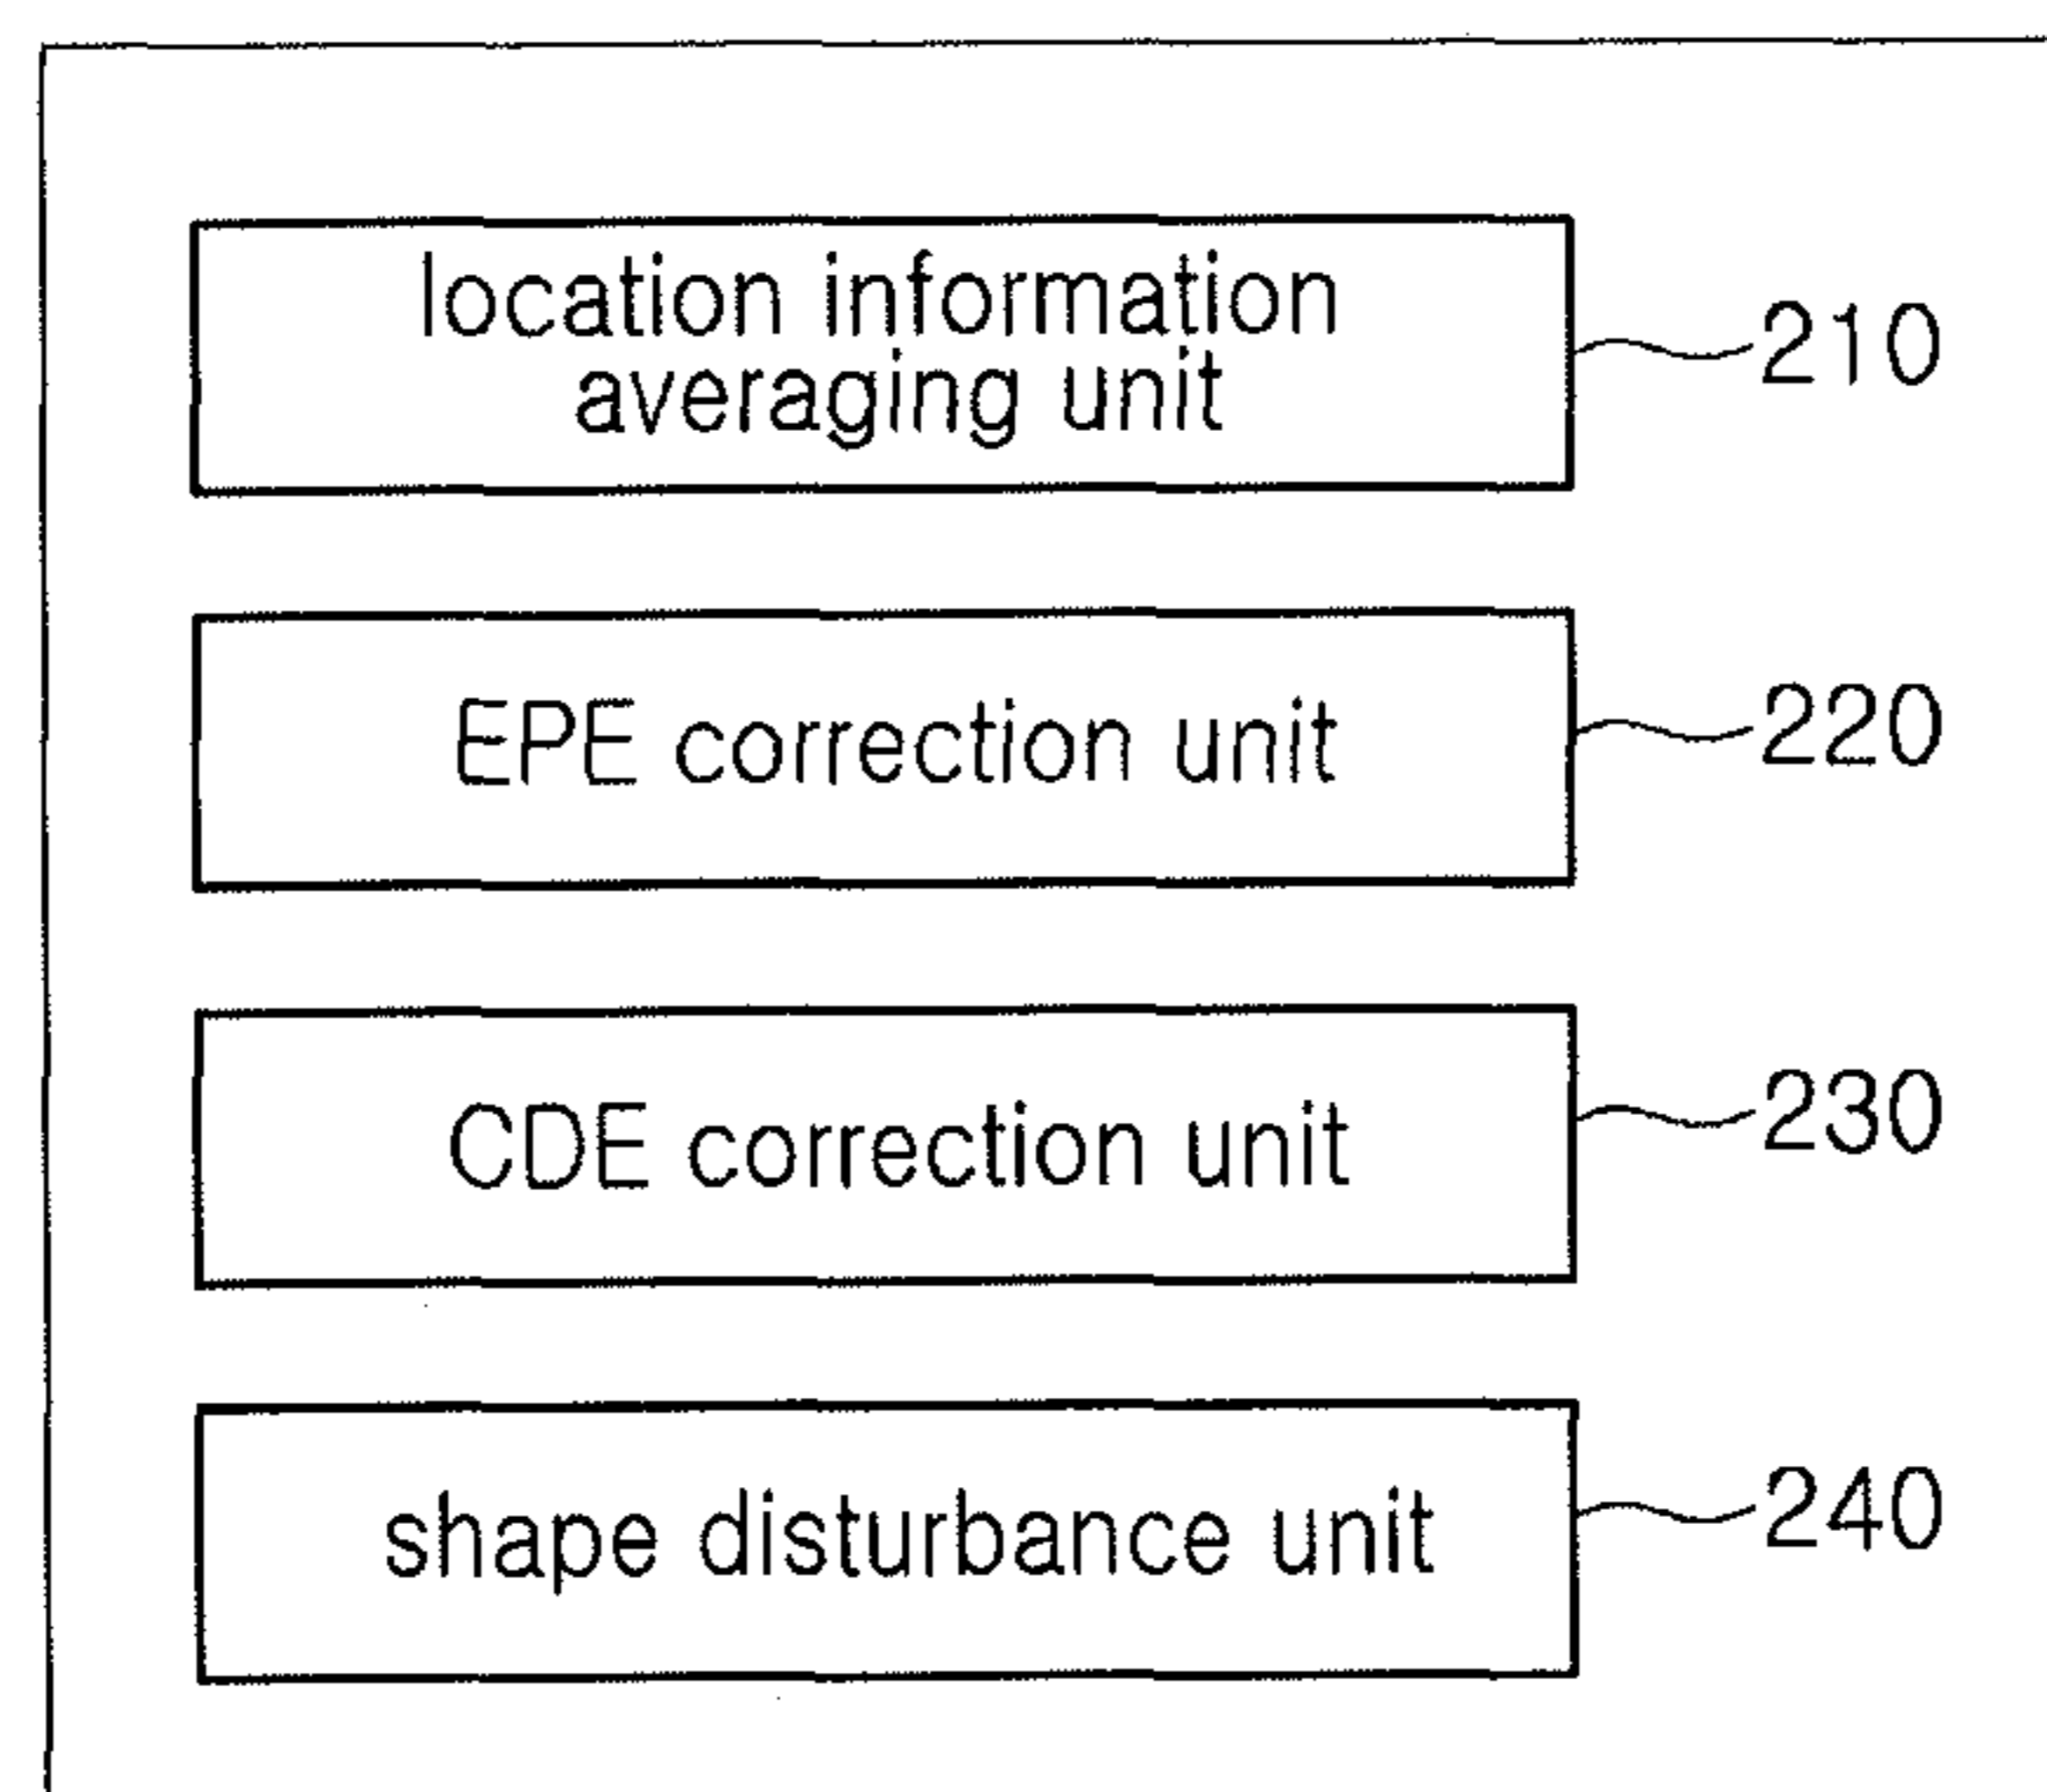 location information
averaging unit
210
EPE correction unit
220
CDE correction unit
230
shape disturbance unit
240